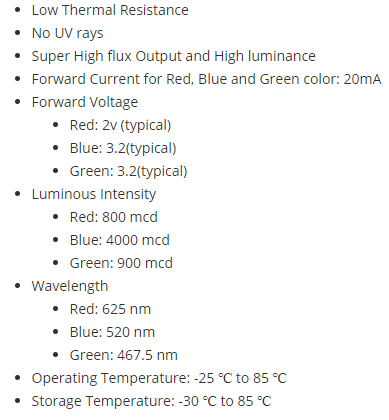 Low Thermal Resistance
No UV rays
Super High flux Output and High luminance
Forward Current for Red, Blue and Green color: 20mA
Forward Voltage
Red: 2v (typical)
Blue: 3.2(typical)
Green: 3.2(typical)
Luminous Intensity
Red: 800 mcd
Blue: 4000 mcd
Green: 900 mcd
Wavelength
Red: 625 nm
Blue: 520 nm
Green: 467.5 nm
Operating Temperature: -25 ℃ to 85 ℃
Storage Temperature: -30 ℃ to 85 ℃